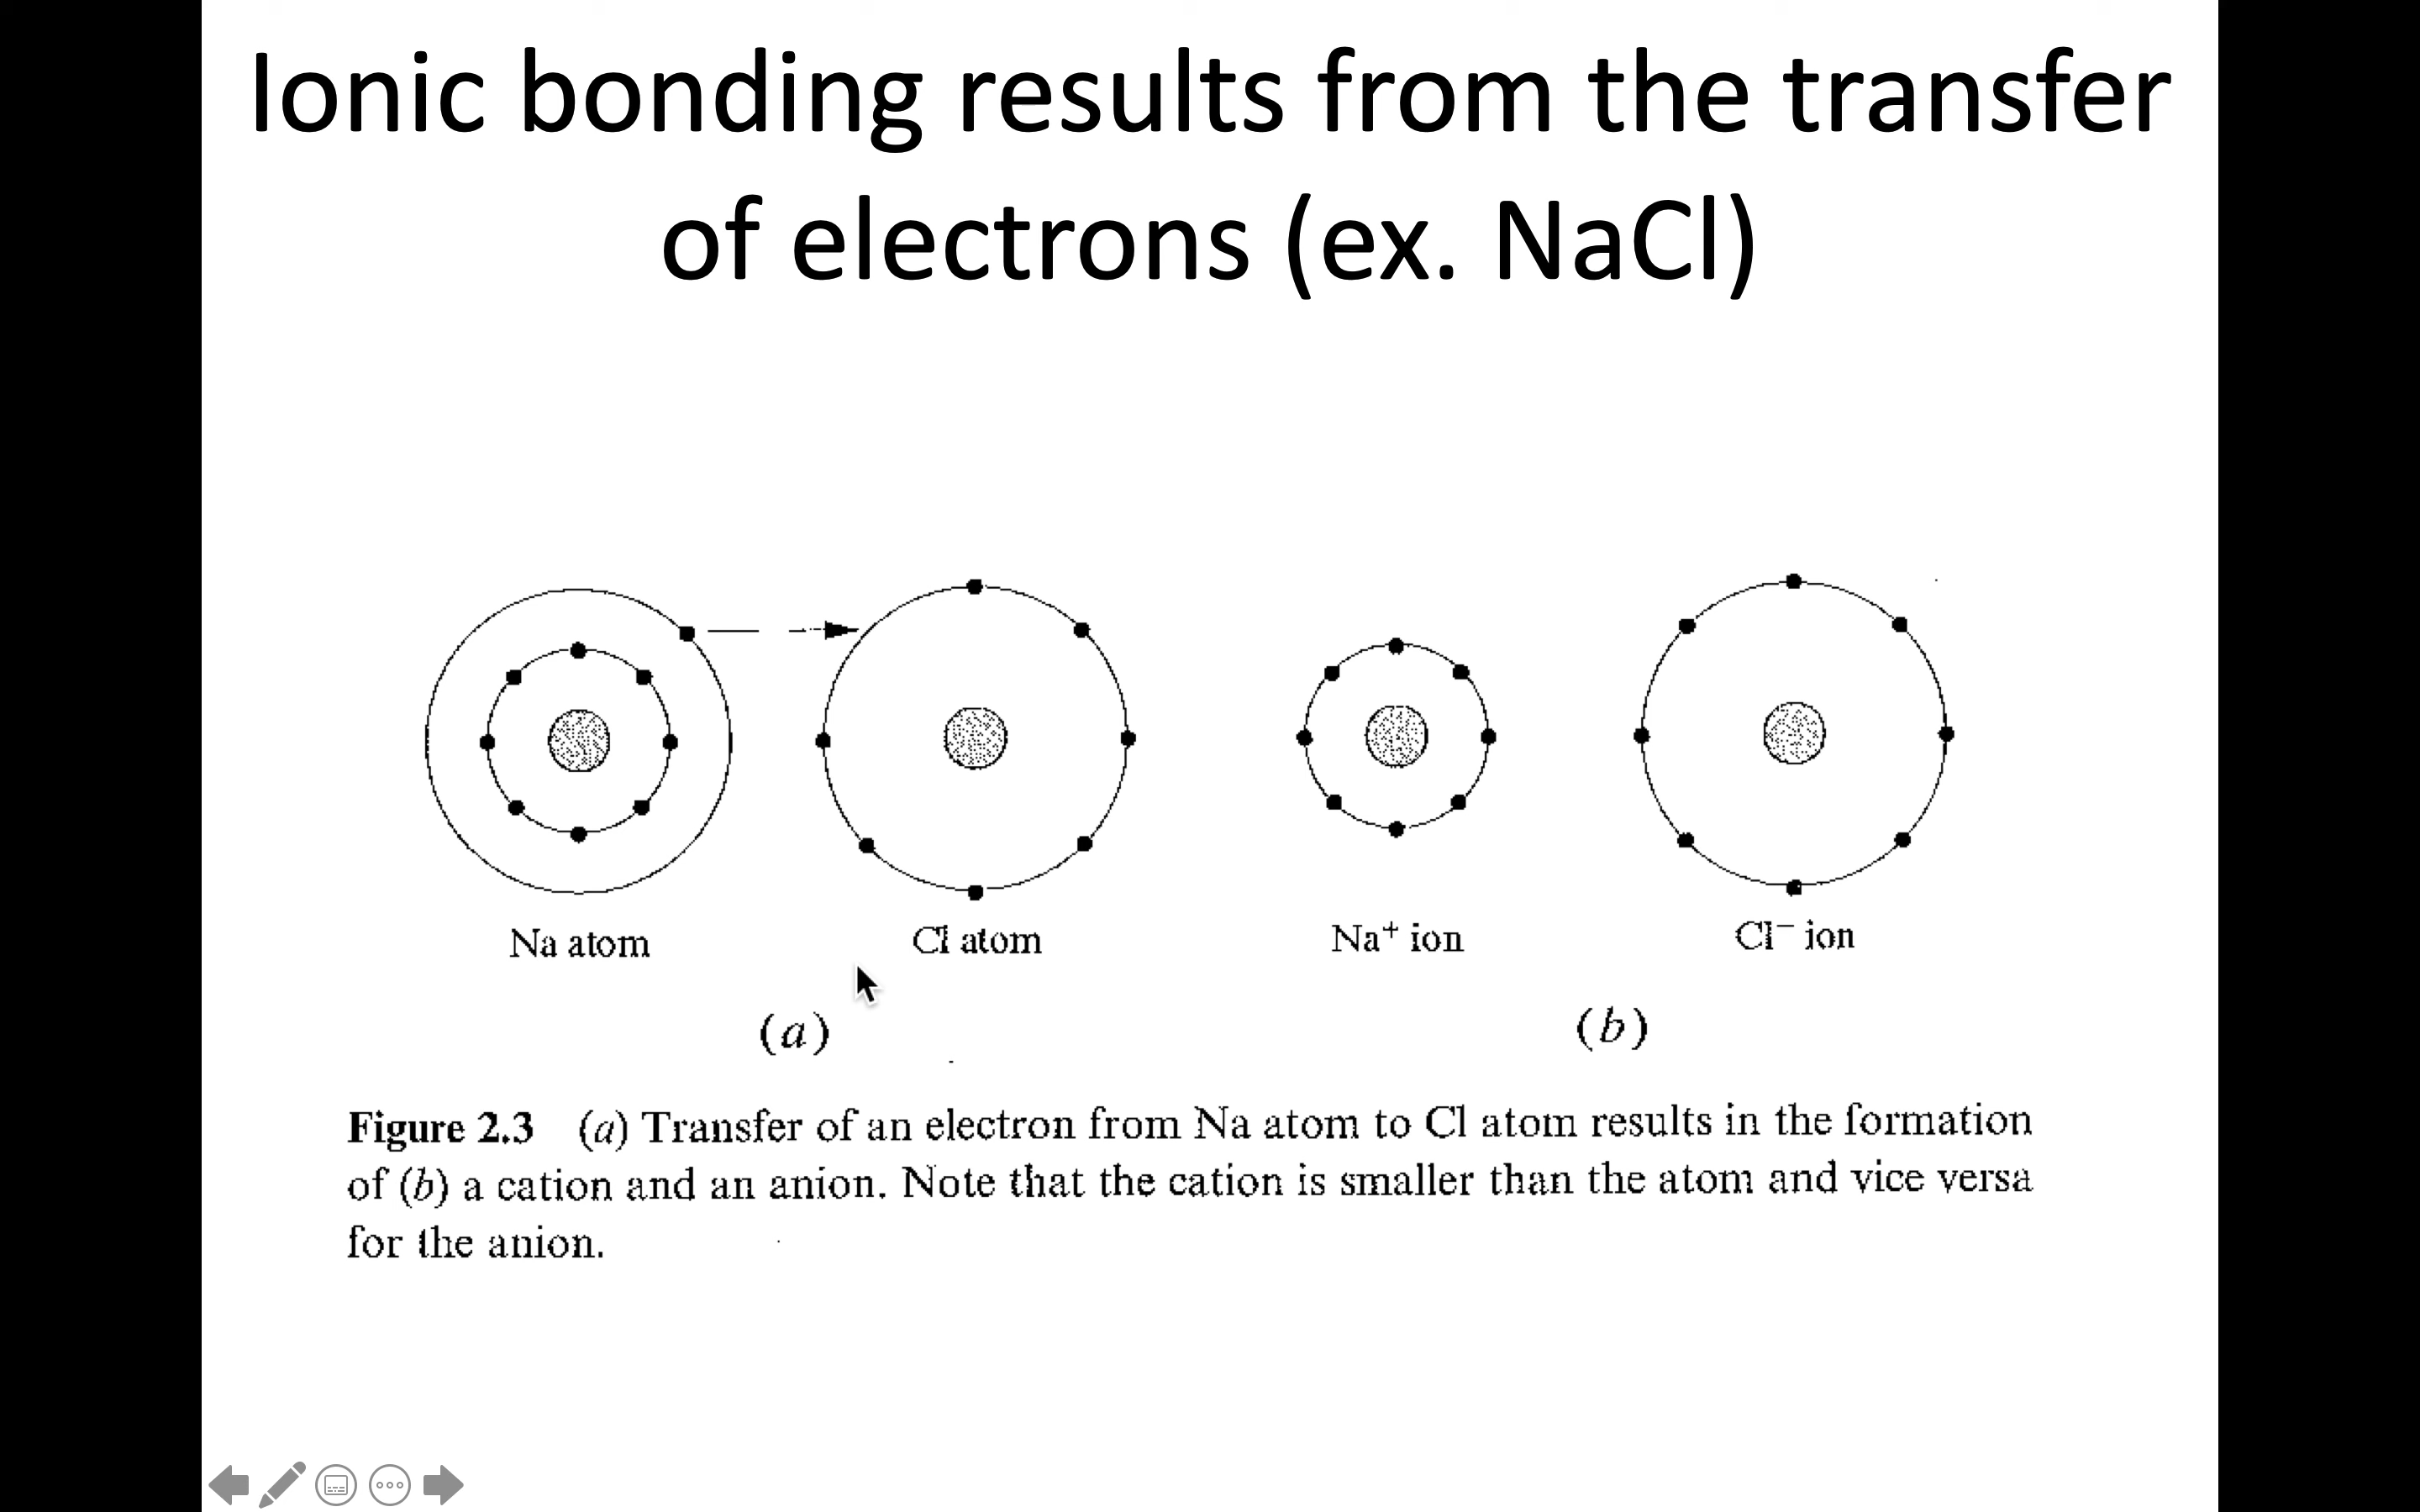 Ionic bonding results from the transfer
of electrons (ex. NaCl)
Na atom
Cl atom
Na⁺ ion
Cl⁻ ion
(a)
(b)
Figure 2.3 (a) Transfer of an electron from Na atom to Cl atom results in the formation
of (b) a cation and an anion. Note that the cation is smaller than the atom and vice versa
for the anion.